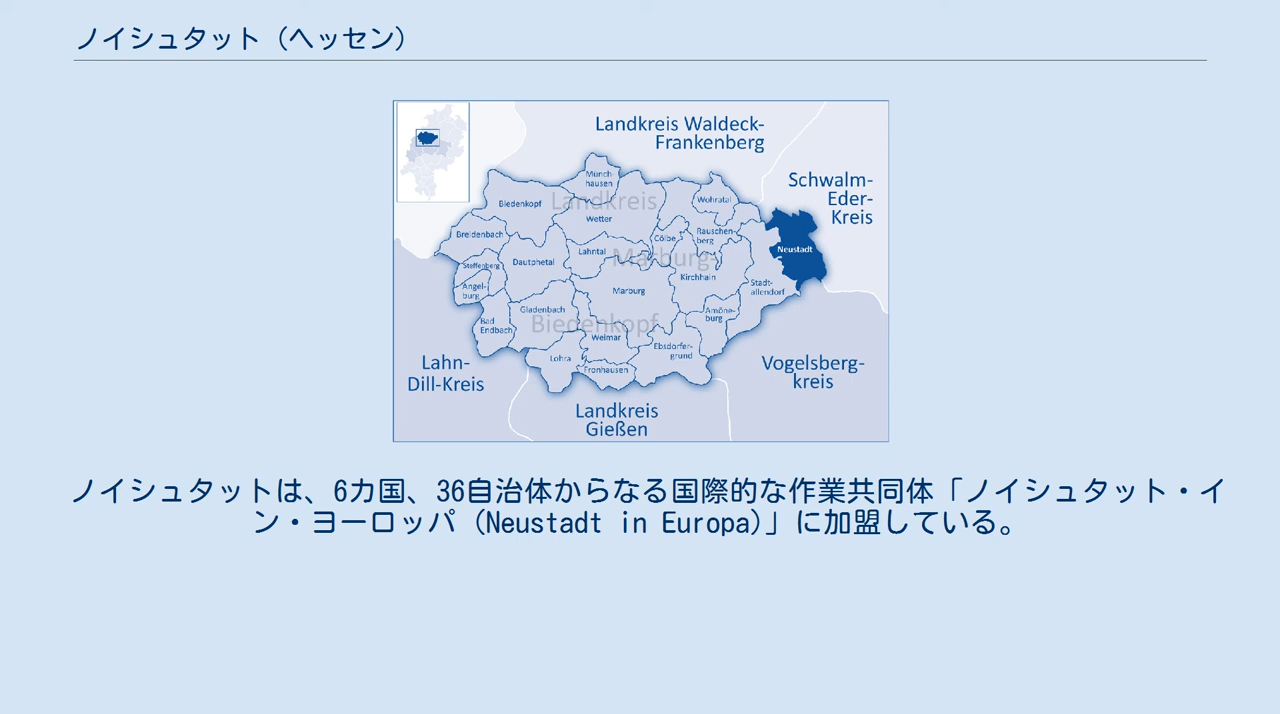 ノイシュタット (ヘッセン)
Landkreis Waldeck-
Frankenberg
Schwalm-
Eder-
Kreis
Münch-
hausen
Biedenkopf
Landkreis
Wohratal
Wetter
Breidenbach
Cölbe
Rauschen-
berg
Neustadt
Lahntal
Marburg-
Steffenberg
Dautphetal
Kirchhain
Angel-
burg
Marburg
Stadt-
allendorf
Gladenbach
Amöne-
burg
Bad
Endbach
Biedenkopf
Weimar
Ebsdorfer-
grund
Lohra
Fronhausen
Lahn-
Dill-Kreis
Vogelsberg-
kreis
Landkreis
Gießen
ノイシュタットは、6カ国、36自治体からなる国際的な作業共同体「ノイシュタット・イ
ン・ヨーロッパ (Neustadt in Europa)」に加盟している。